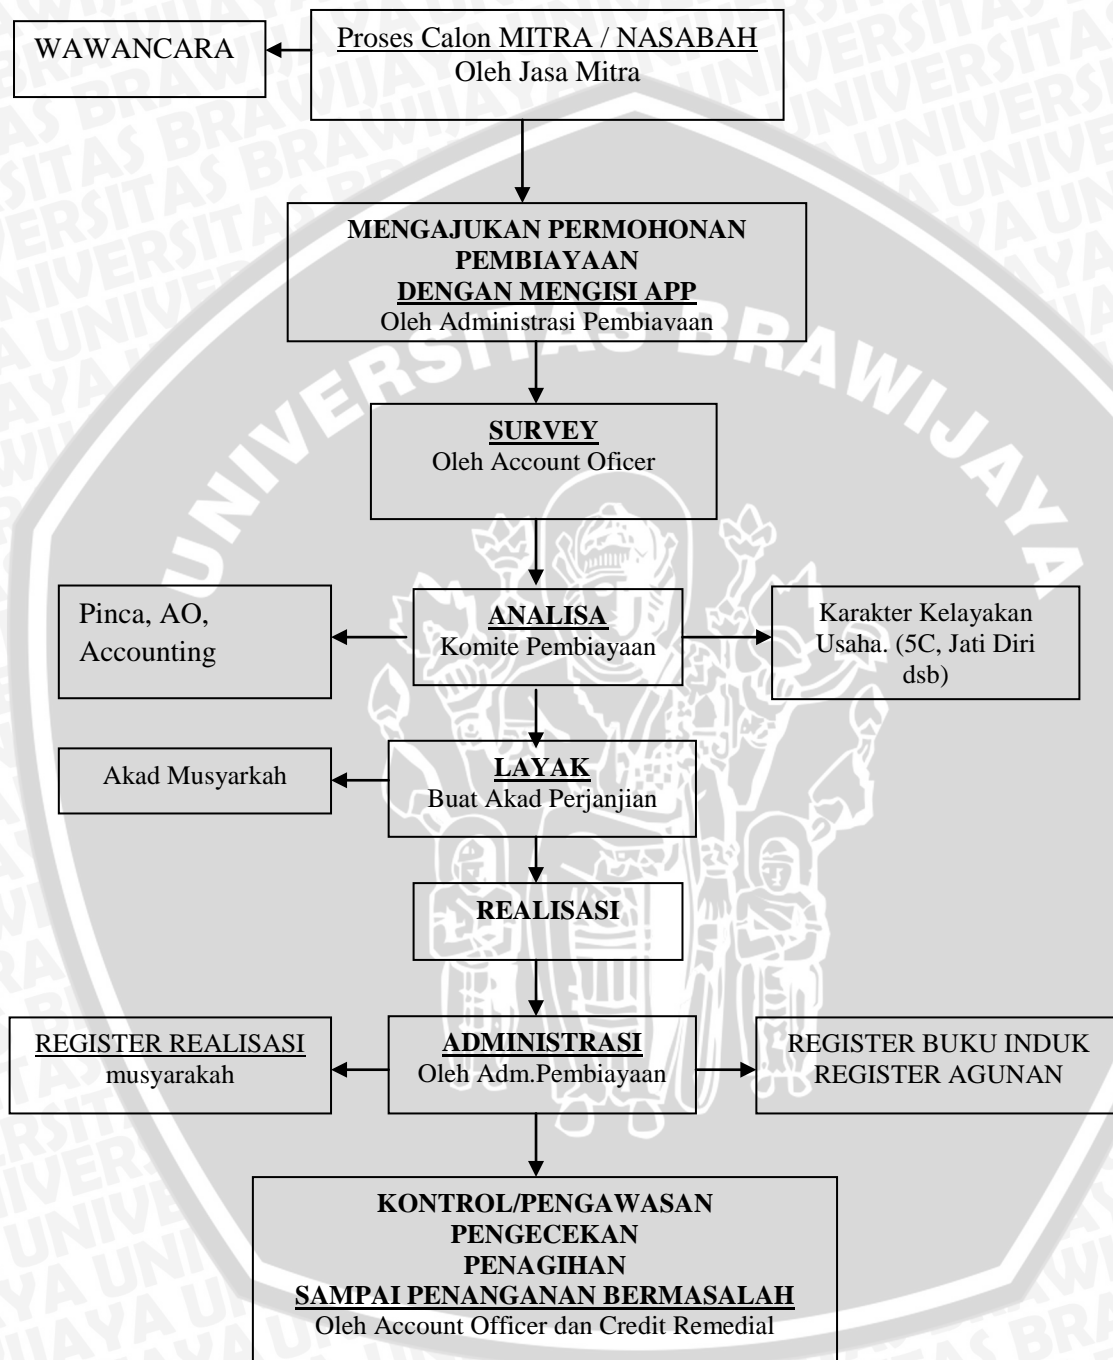 WAWANCARA
Proses Calon MITRA / NASABAH
Oleh Jasa Mitra
MENGAJUKAN PERMOHONAN
PEMBIAYAAN
DENGAN MENGISI APP
Oleh Administrasi Pembiayaan
UNIVERSITAS BRAWIJAYA
SURVEY
Oleh Account Oficer
Pinca, AO,
Accounting
ANALISA
Komite Pembiayaan
Karakter Kelayakan
Usaha. (5C, Jati Diri
dsb)
Akad Musyarkah
LAYAK
Buat Akad Perjanjian
REALISASI
REGISTER REALISASI
musyarakah
ADMINISTRASI
Oleh Adm.Pembiayaan
REGISTER BUKU INDUK
REGISTER AGUNAN
KONTROL/PENGAWASAN
PENGECEKAN
PENAGIHAN
SAMPAI PENANGANAN BERMASALAH
Oleh Account Officer dan Credit Remedial